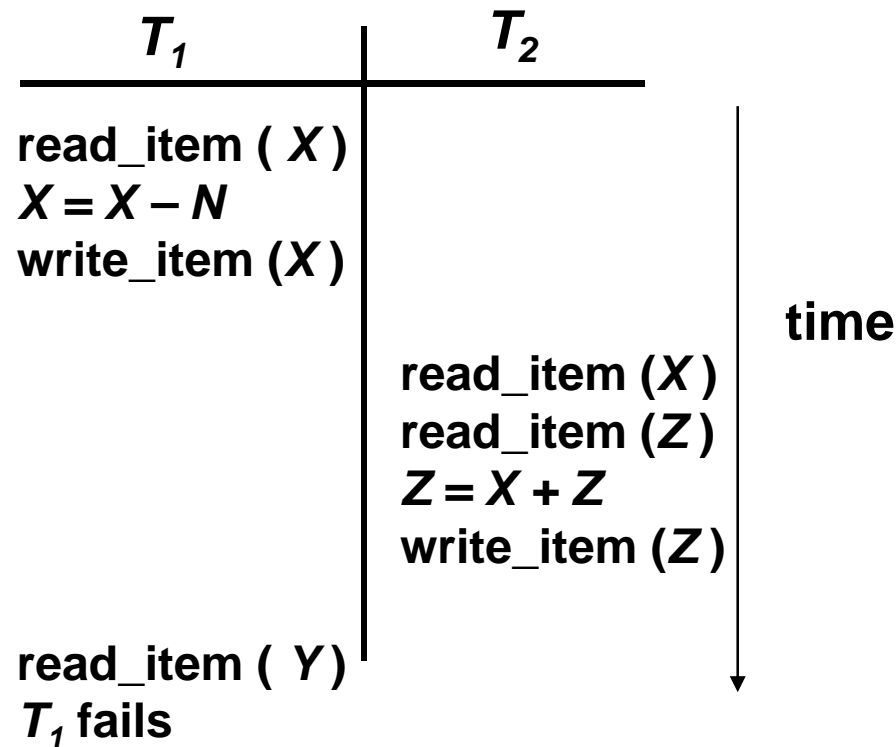 T₁ T₂
read_item ( X )
X = X – N
write_item (X )
time
read_item (X )
read_item (Z )
Z = X + Z
write_item (Z )
read_item ( Y )
T₁ fails